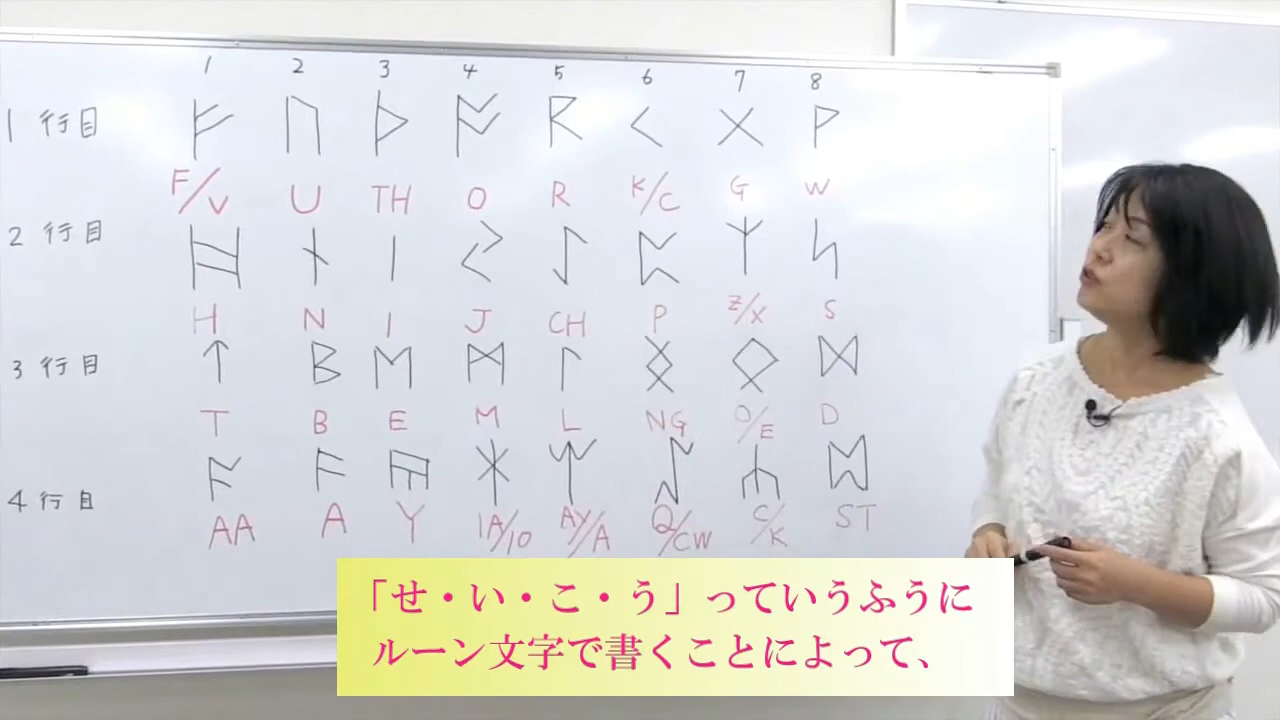 1 2 3 4 5 6 7 8
1行目 ᚠ ᚢ ᚦ ᚩ ᚱ ᚲ ᚷ ᚹ
F/V U TH O R K/C G W
2行目 ᚻ ᚾ ᛁ ᛃ ᛇ ᛈ ᛉ ᛋ
H N I J CH P Z/X S
3行目 ᛏ ᛒ ᛖ ᛗ ᛚ ᛝ ᛟ ᛞ
T B E M L NG O/E D
4行目 ᚪ ᚨ ᛡ ᛠ ᛢ ᛣ ᛥ
AA A Y IA/IO AY/A Q/CW C/K ST
「せ・い・こ・う」っていうふうに
ルーン文字で書くことによって、